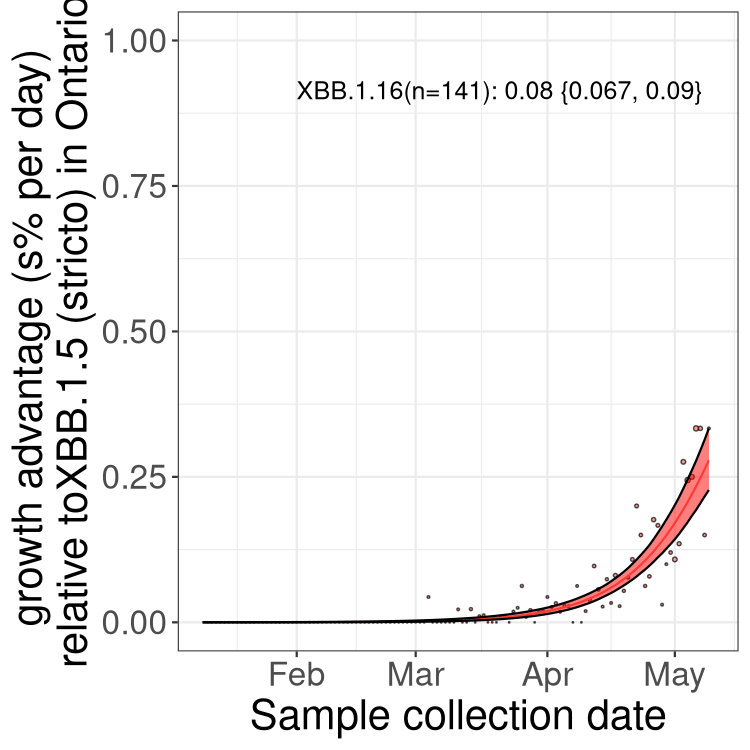 growth advantage (s% per day)
relative toXBB.1.5 (stricto) in Ontario
1.00
XBB.1.16(n=141): 0.08 {0.067, 0.09}
0.75
0.50
0.25
0.00
Feb Mar Apr May
Sample collection date